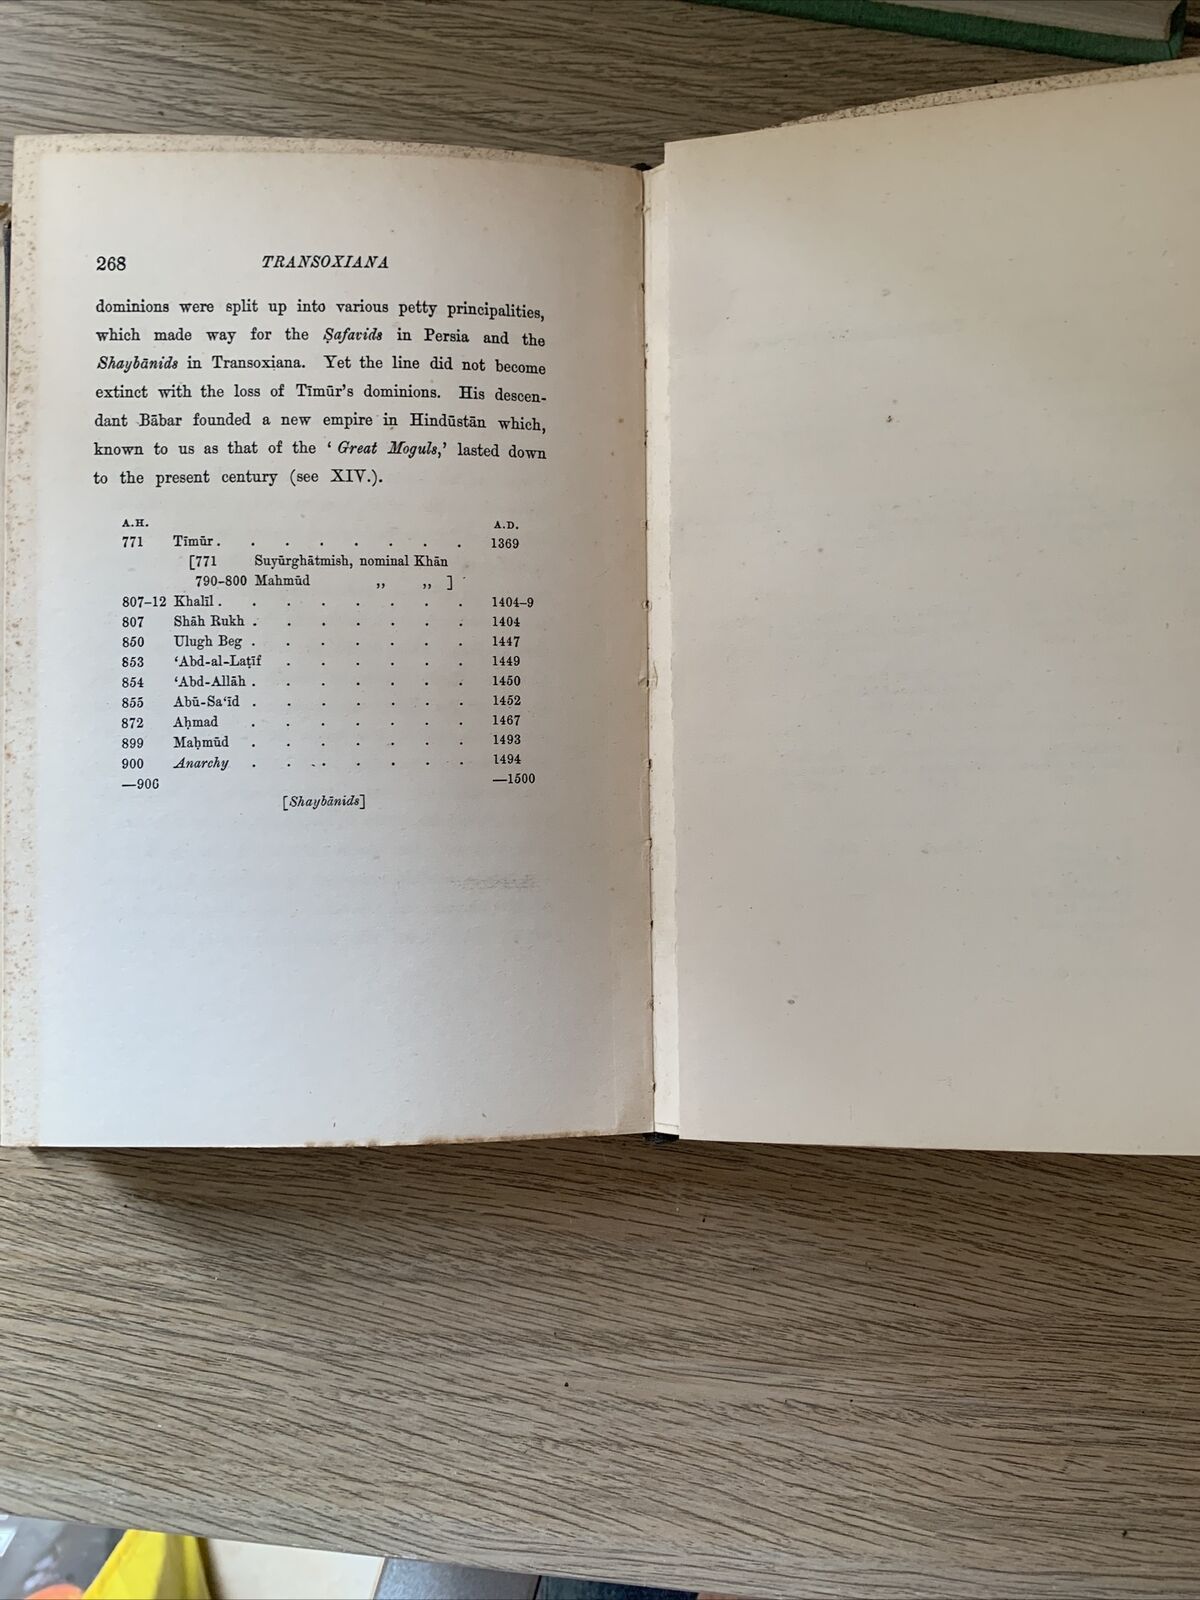 268 TRANSOXIANA
dominions were split up into various petty principalities,
which made way for the Ṣafavids in Persia and the
Shaybānids in Transoxiana. Yet the line did not become
extinct with the loss of Tīmūr's dominions. His descen-
dant Bābar founded a new empire in Hindūstān which,
known to us as that of the ‘Great Moguls,’ lasted down
to the present century (see XIV.).
A.H. A.D.
771 Tīmūr . . . . . . . . 1369
[771 Suyūrghātmish, nominal Khān
790–800 Mahmūd ,, ,, ]
807–12 Khalīl . . . . . . . . 1404–9
807 Shāh Rukh . . . . . . . 1404
850 Ulugh Beg . . . . . . . 1447
853 ‘Abd-al-Laṭīf . . . . . . 1449
854 ‘Abd-Allāh . . . . . . . 1450
855 Abū-Sa‘īd . . . . . . . 1452
872 Aḥmad . . . . . . . 1467
899 Maḥmūd . . . . . . . 1493
900 Anarchy . . . . . . . 1494
—906 —1500
[Shaybānids]